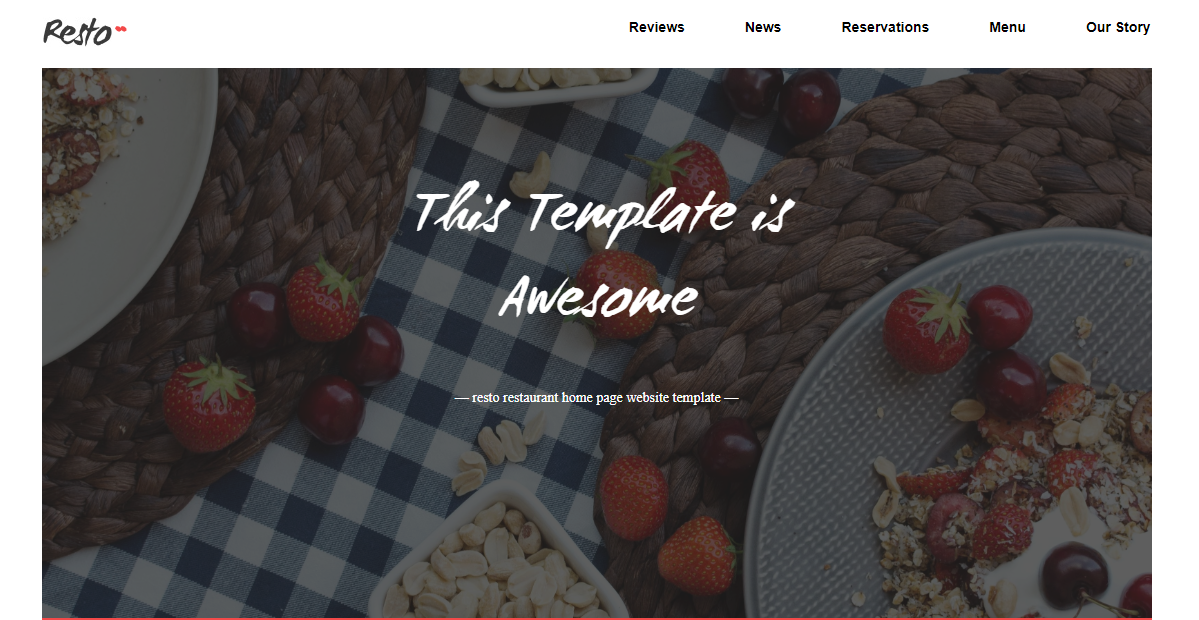 Resto
Reviews News Reservations Menu Our Story
This Template is
Awesome
— resto restaurant home page website template —